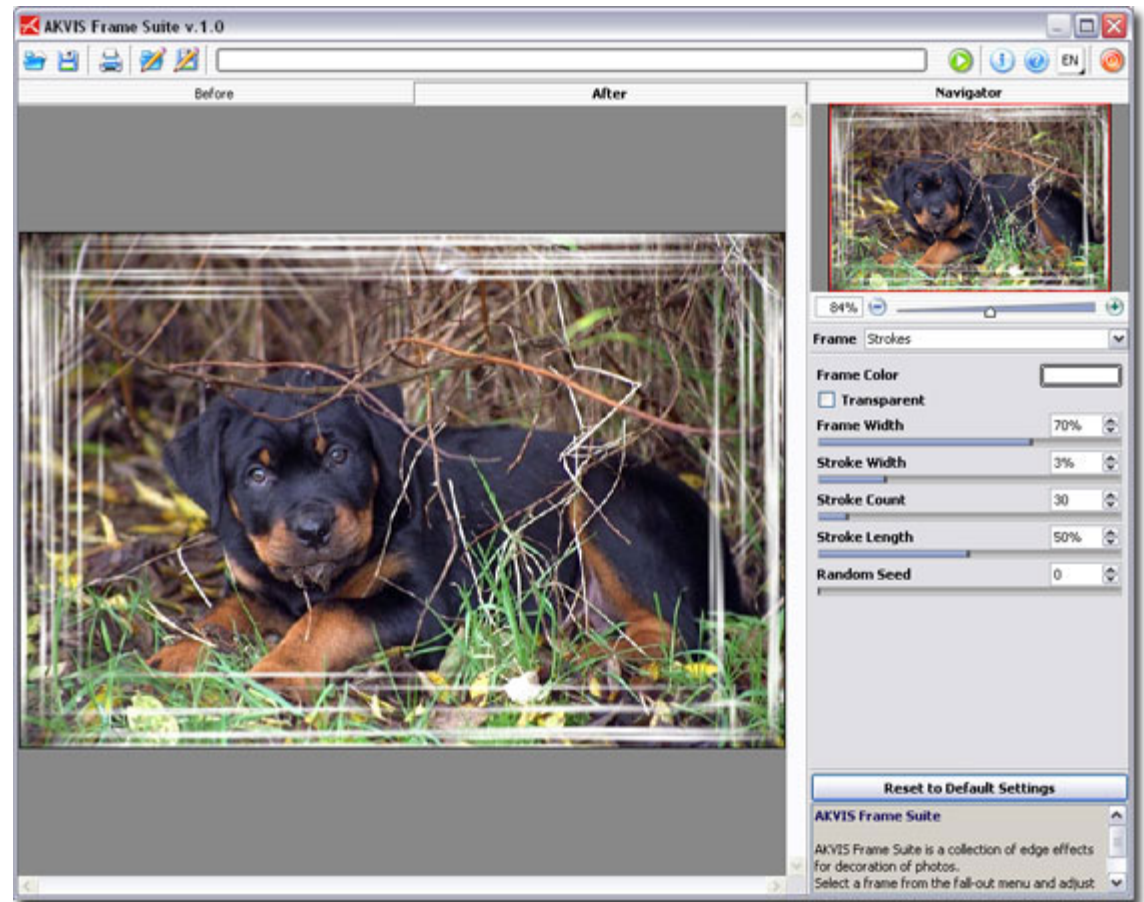 AKVIS Frame Suite v.1.0
EN
Before
After
Navigator
84%
Frame Strokes
Frame Color
Transparent
Frame Width 70%
Stroke Width 3%
Stroke Count 30
Stroke Length 50%
Random Seed 0
Reset to Default Settings
AKVIS Frame Suite
AKVIS Frame Suite is a collection of edge effects
for decoration of photos.
Select a frame from the fall-out menu and adjust